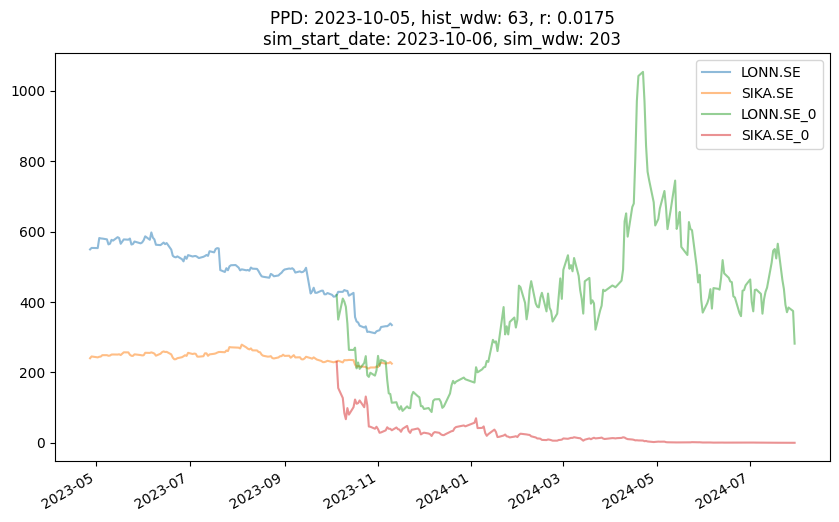 PPD: 2023-10-05, hist_wdw: 63, r: 0.0175
sim_start_date: 2023-10-06, sim_wdw: 203
LONN.SE
SIKA.SE
LONN.SE_0
SIKA.SE_0
1000
800
600
400
200
0
2023-05
2023-07
2023-09
2023-11
2024-01
2024-03
2024-05
2024-07